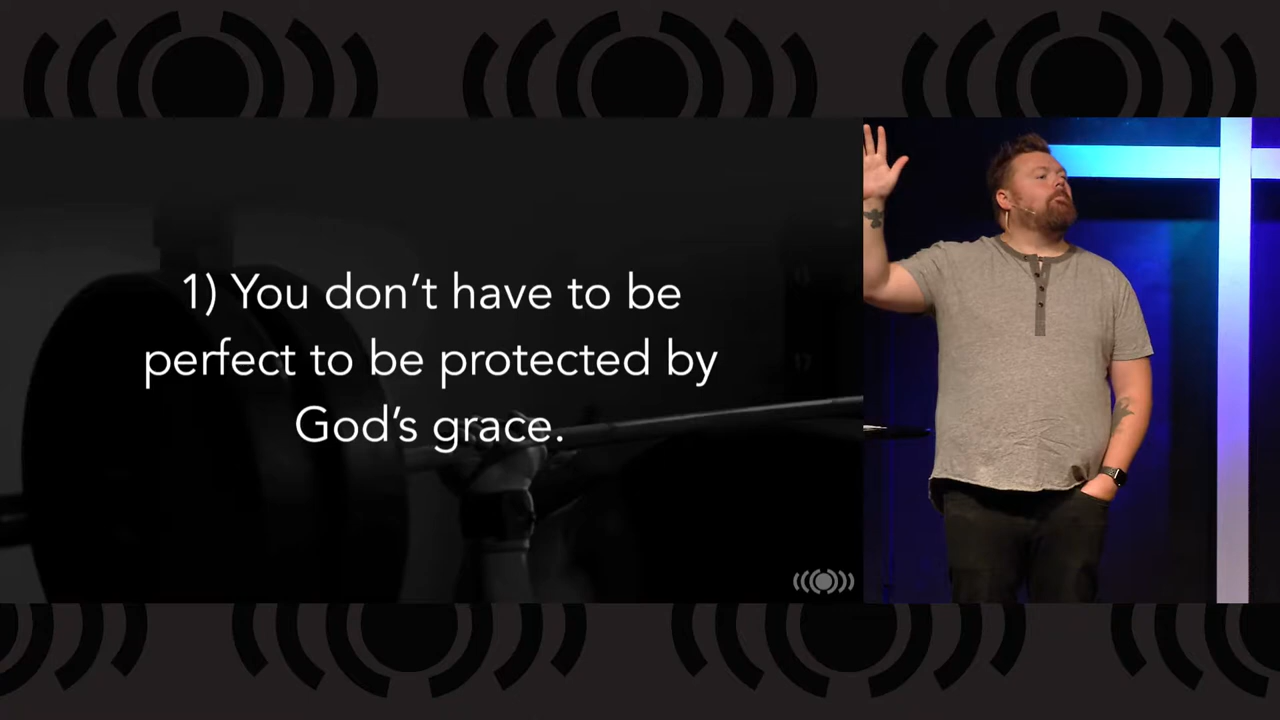 1) You don’t have to be
perfect to be protected by
God’s grace.